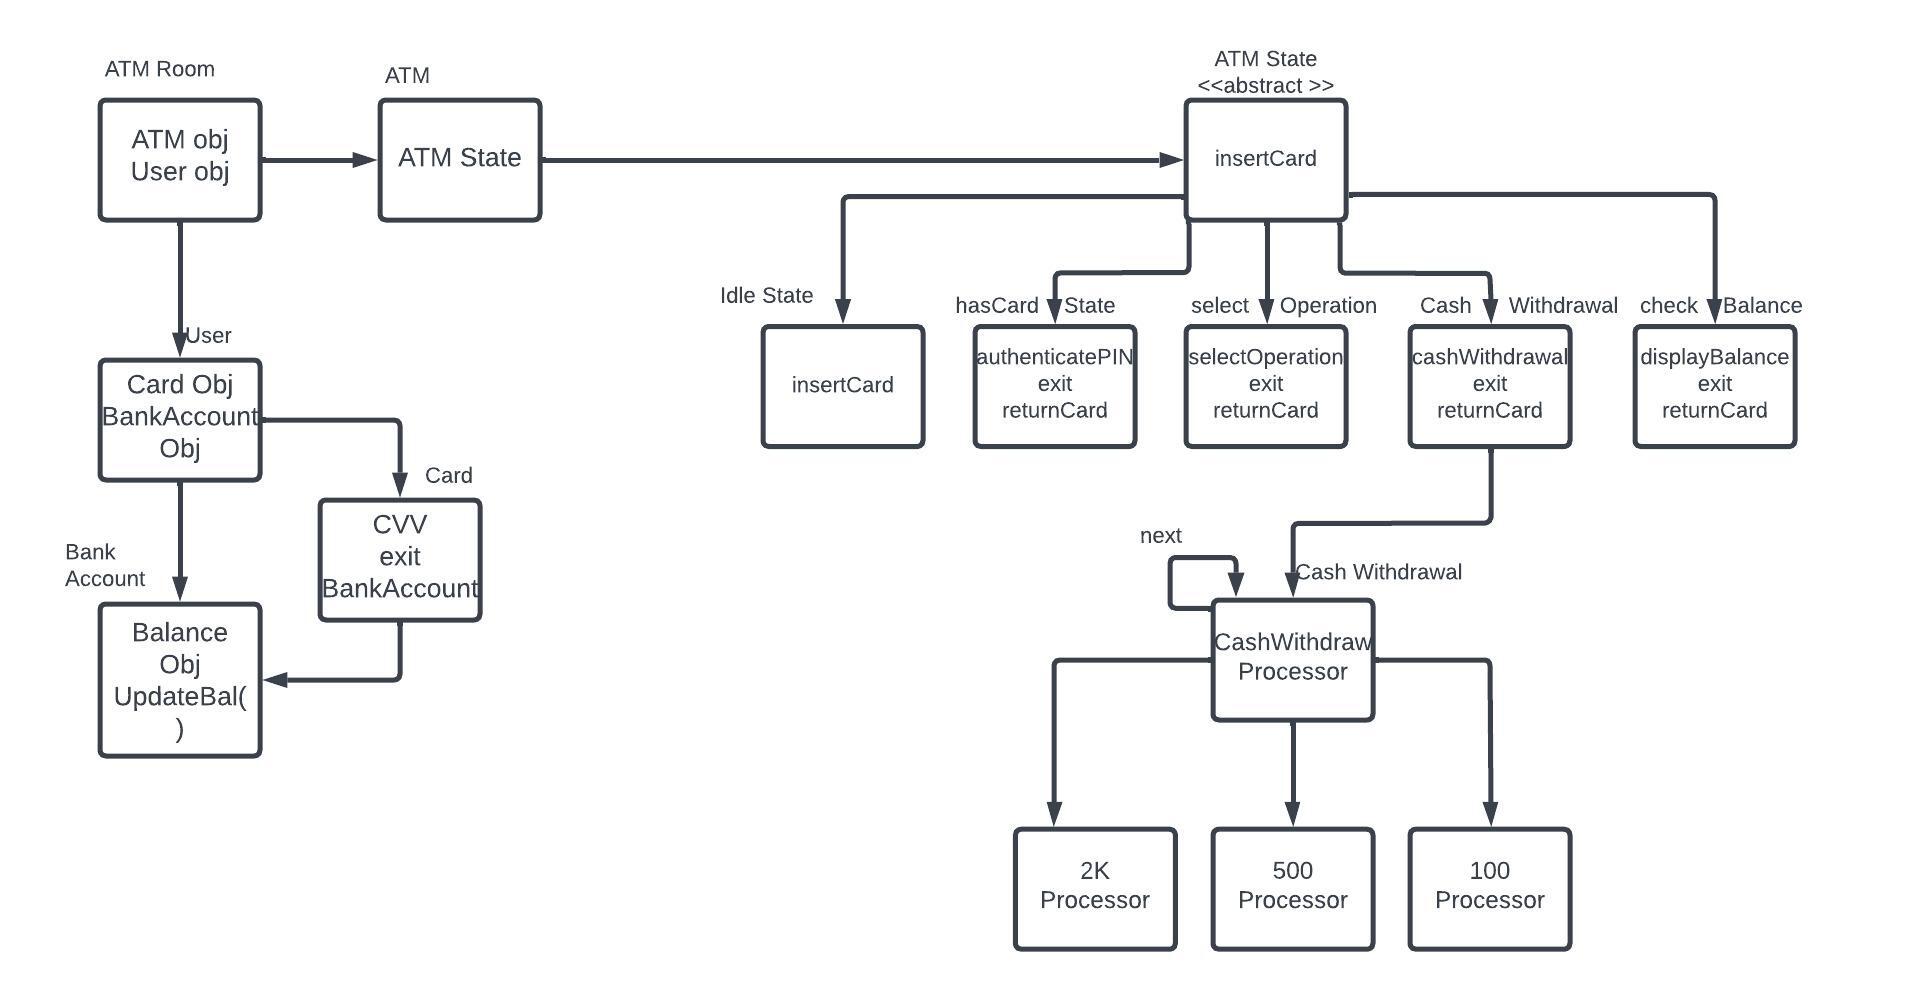 ATM Room
ATM obj
User obj
ATM
ATM State
ATM State
<<abstract >>
insertCard
Idle State
insertCard
hasCard State
authenticatePIN
exit
returnCard
select Operation
selectOperation
exit
returnCard
Cash Withdrawal
cashWithdrawal
exit
returnCard
check Balance
displayBalance
exit
returnCard
User
Card Obj
BankAccount
Obj
Card
CVV
exit
BankAccount
Bank
Account
Balance
Obj
UpdateBal(
)
next
Cash Withdrawal
CashWithdraw
Processor
2K
Processor
500
Processor
100
Processor